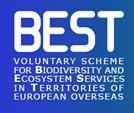 BEST
VOLUNTARY SCHEME
FOR BIODIVERSITY AND
ECOSYSTEM SERVICES
IN TERRITORIES OF
EUROPEAN OVERSEAS